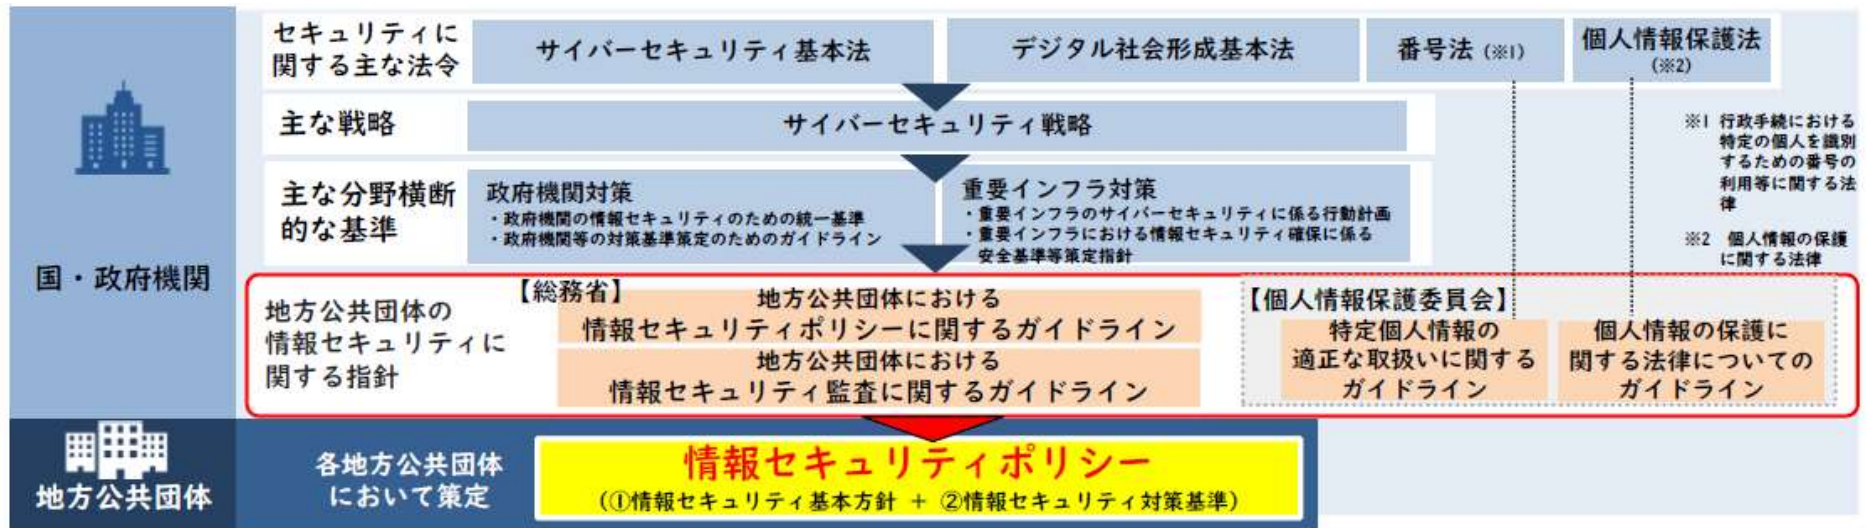 国・政府機関
セキュリティに
関する主な法令
サイバーセキュリティ基本法
デジタル社会形成基本法
番号法(※1)
個人情報保護法
(※2)
主な戦略
サイバーセキュリティ戦略
主な分野横断
的な基準
政府機関対策
・政府機関の情報セキュリティのための統一基準
・政府機関等の対策基準策定のためのガイドライン
重要インフラ対策
・重要インフラのサイバーセキュリティに係る行動計画
・重要インフラにおける情報セキュリティ確保に係る
安全基準等策定指針
※1 行政手続における
特定の個人を識別
するための番号の
利用等に関する法
律
※2 個人情報の保護
に関する法律
地方公共団体の
情報セキュリティに
関する指針
【総務省】
地方公共団体における
情報セキュリティポリシーに関するガイドライン
地方公共団体における
情報セキュリティ監査に関するガイドライン
【個人情報保護委員会】
特定個人情報の
適正な取扱いに関する
ガイドライン
個人情報の保護に
関する法律についての
ガイドライン
地方公共団体
各地方公共団体
において策定
情報セキュリティポリシー
(①情報セキュリティ基本方針 + ②情報セキュリティ対策基準)